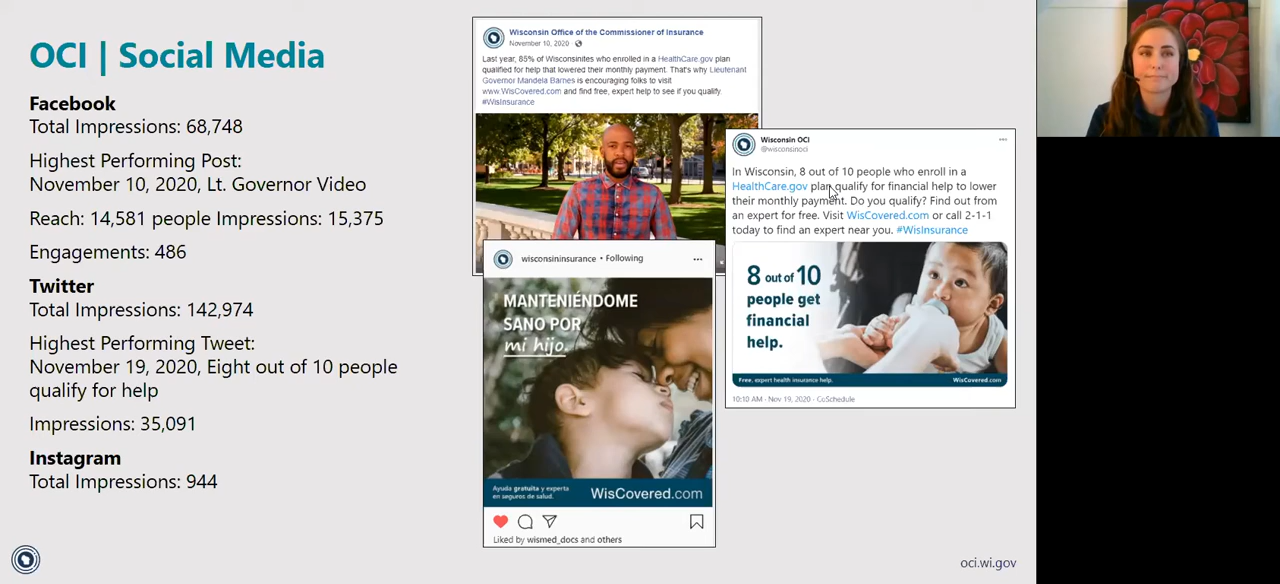 OCI | Social Media
Facebook
Total Impressions: 68,748
Highest Performing Post:
November 10, 2020, Lt. Governor Video
Reach: 14,581 people Impressions: 15,375
Engagements: 486
Twitter
Total Impressions: 142,974
Highest Performing Tweet:
November 19, 2020, Eight out of 10 people
qualify for help
Impressions: 35,091
Instagram
Total Impressions: 944
Wisconsin Office of the Commissioner of Insurance
November 10, 2020
Last year, 85% of Wisconsinites who enrolled in a HealthCare.gov plan
qualified for help that lowered their monthly payment. That's why Lieutenant
Governor Mandela Barnes is encouraging folks to visit
www.WisCovered.com and find free, expert help to see if you qualify.
#WisInsurance
Wisconsin OCI
@wisconsinoci
In Wisconsin, 8 out of 10 people who enroll in a
HealthCare.gov plan qualify for financial help to lower
their monthly payment. Do you qualify? Find out from
an expert for free. Visit WisCovered.com or call 2-1-1
today to find an expert near you. #WisInsurance
8 out of 10
people get
financial
help.
Free, expert health insurance help. WisCovered.com
10:10 AM · Nov 19, 2020 · CoSchedule
wisconsininsurance • Following
MANTENIÉNDOME
SANO POR
mi hijo.
Ayuda gratuita y experta
en seguros de salud.
WisCovered.com
Liked by wismed_docs and others
oci.wi.gov